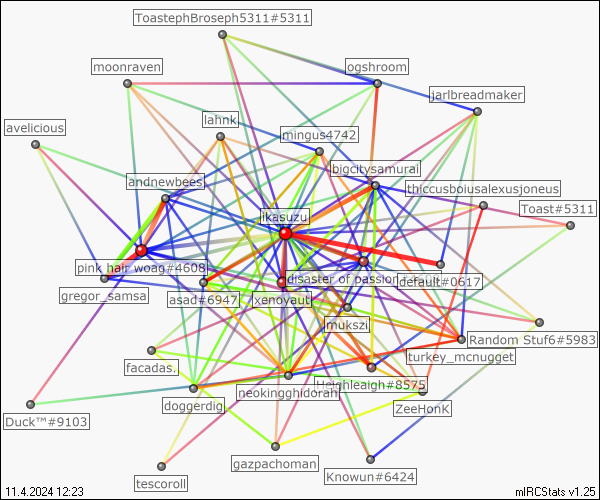 ToastephBroseph5311#5311
moonraven
ogshroom
jarlbreadmaker
avelicious
lahnk
mingus4742
andnewbees
bigcitysamurai
thiccusboiusalexusjoneus
ikasuzu
Toast#5311
pink hair woag#4608
disaster of passion
default#0617
gregor_samsa
asad#6947
xenoyaut
mukszi
Random Stuf6#5983
turkey_mcnugget
facadas.
Heighleaigh#8575
neokingghidorah
doggerdig
ZeeHonK
Duck™#9103
gazpachoman
Knowun#6424
tescoroll
11.4.2024 12:23
mIRCStats v1.25